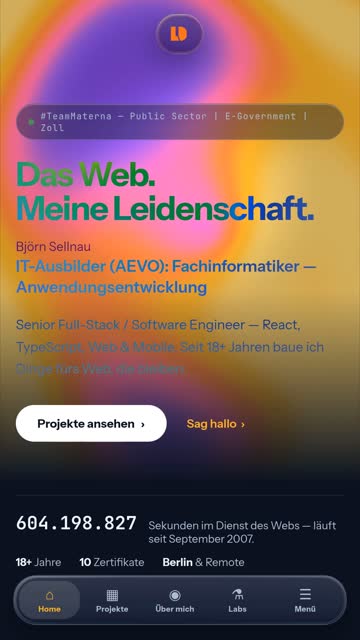 #TeamMaterna — Public Sector | E-Government |
Zoll
Das Web.
Meine Leidenschaft.
Björn Sellnau
IT-Ausbilder (AEVO): Fachinformatiker —
Anwendungsentwicklung
Senior Full-Stack / Software Engineer — React,
TypeScript, Web & Mobile. Seit 18+ Jahren baue ich
Dinge fürs Web, die bleiben.
Projekte ansehen ›
Sag hallo ›
604.198.827
Sekunden im Dienst des Webs — läuft
seit September 2007.
18+ Jahre
10 Zertifikate
Berlin & Remote
Home
Projekte
Über mich
Labs
Menü